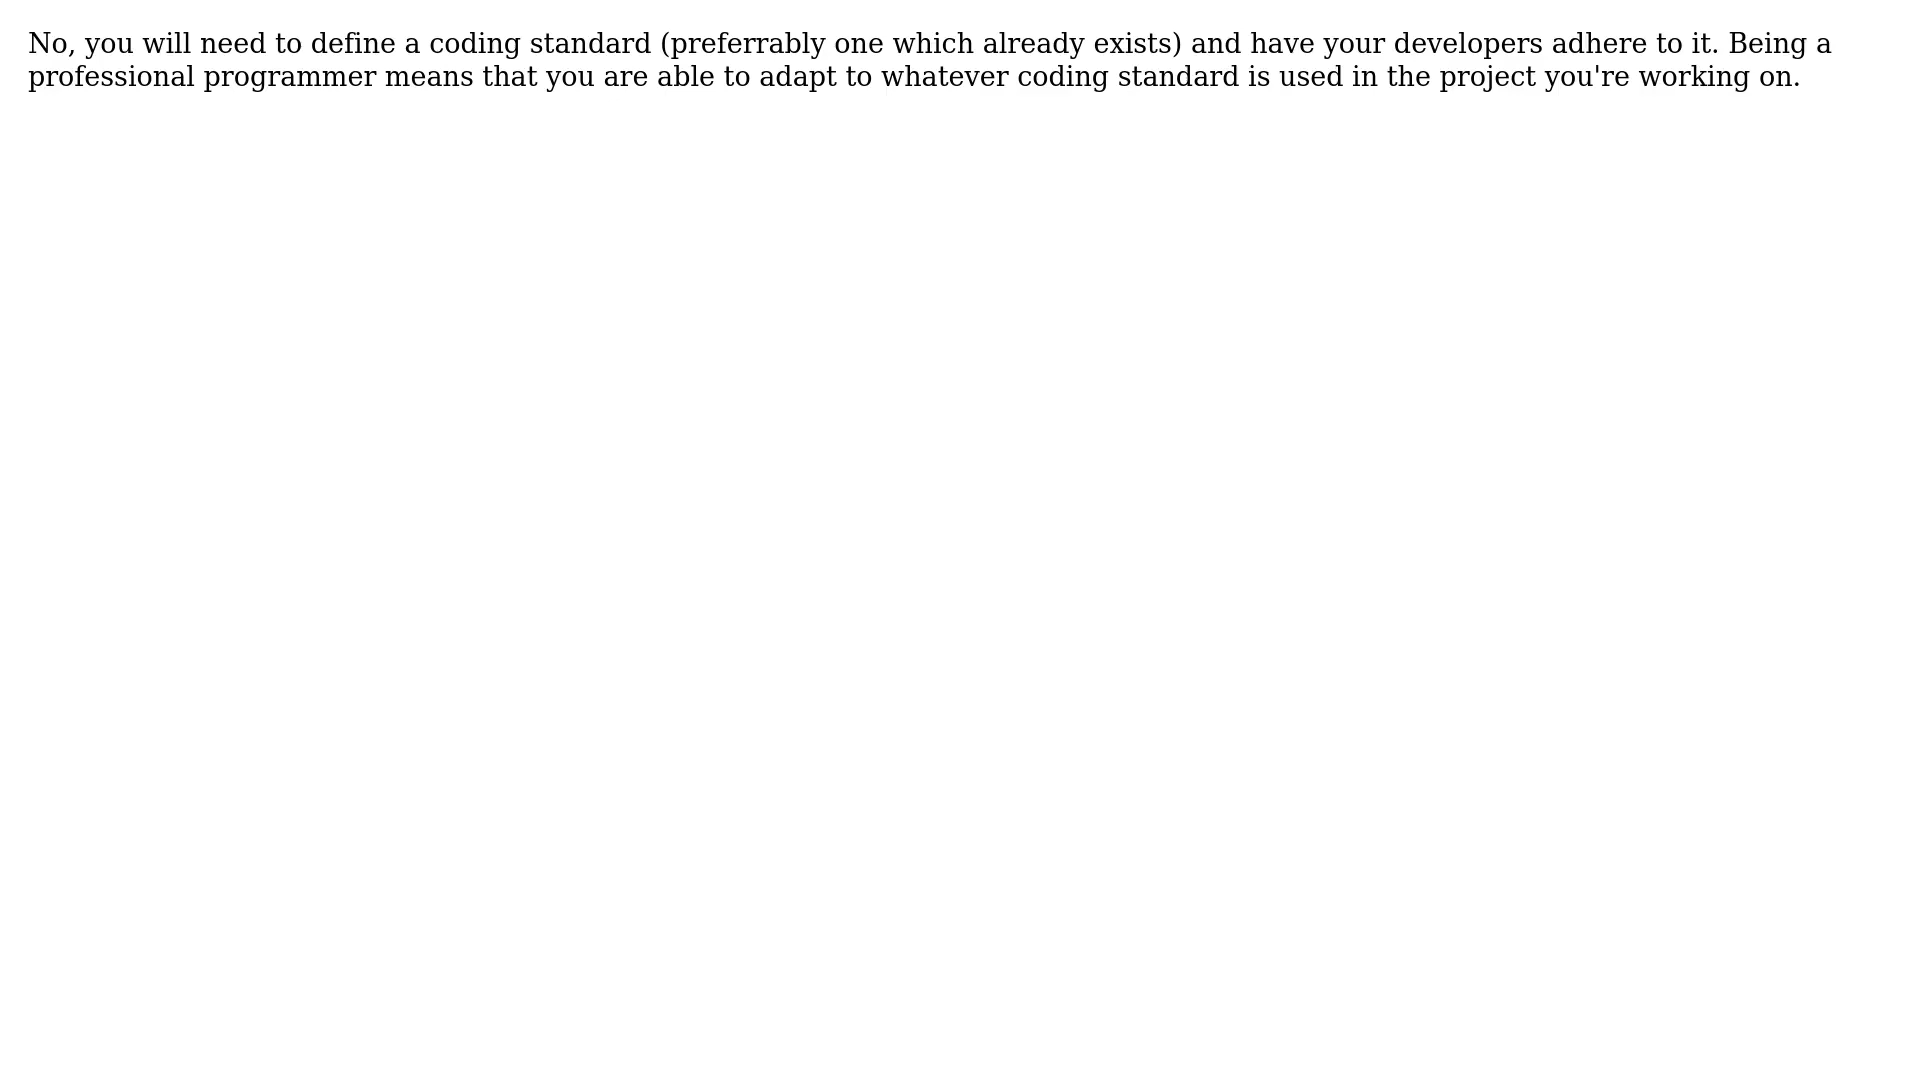 No, you will need to define a coding standard (preferrably one which already exists) and have your developers adhere to it. Being a
professional programmer means that you are able to adapt to whatever coding standard is used in the project you're working on.